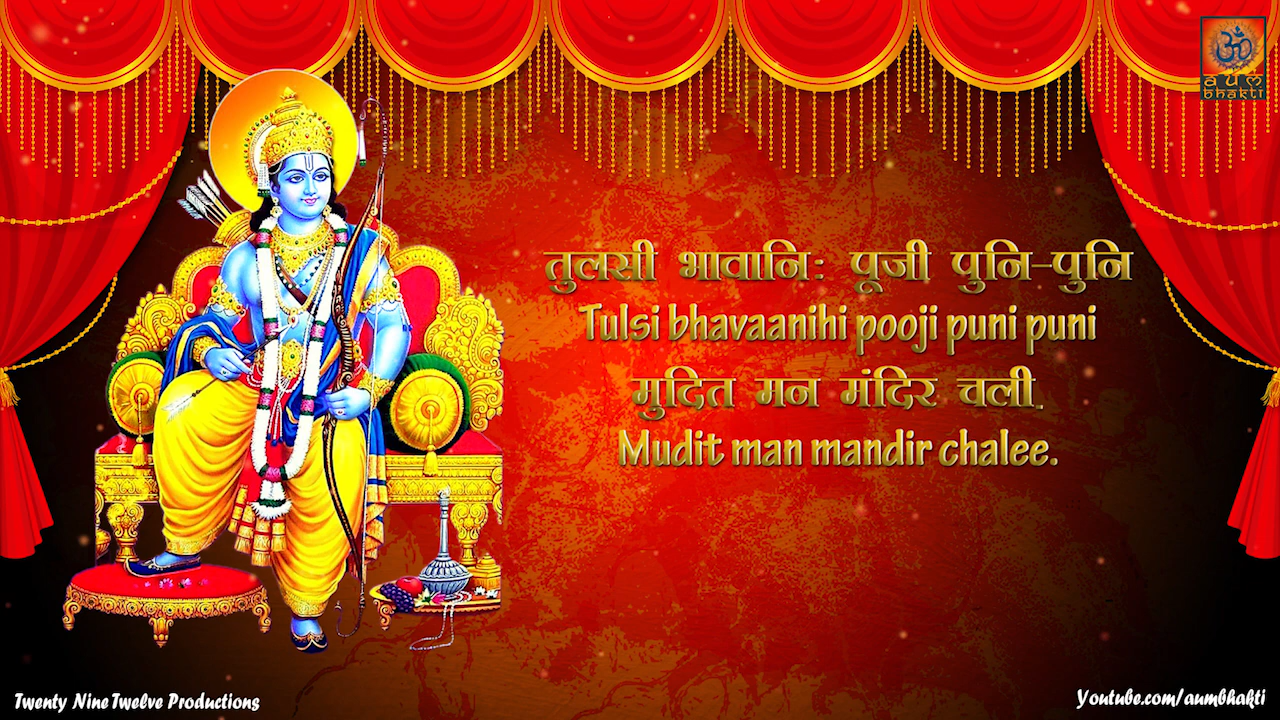 ॐ
aum
bhakti
तुलसी भावानिः पूजी पुनि-पुनि
Tulsi bhavaanihi pooji puni puni
मुदित मन मंदिर चली.
Mudit man mandir chalee.
Twenty Nine Twelve Productions
Youtube.com/aumbhakti